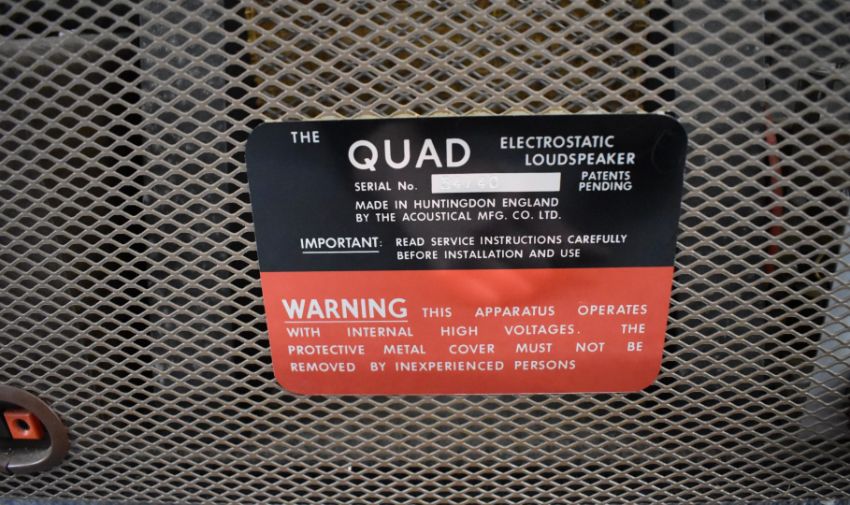 THE QUAD ELECTROSTATIC
LOUDSPEAKER
SERIAL No. PATENTS
PENDING
MADE IN HUNTINGDON ENGLAND
BY THE ACOUSTICAL MFG. CO. LTD.
IMPORTANT: READ SERVICE INSTRUCTIONS CAREFULLY
BEFORE INSTALLATION AND USE
WARNING THIS APPARATUS OPERATES
WITH INTERNAL HIGH VOLTAGES. THE
PROTECTIVE METAL COVER MUST NOT BE
REMOVED BY INEXPERIENCED PERSONS